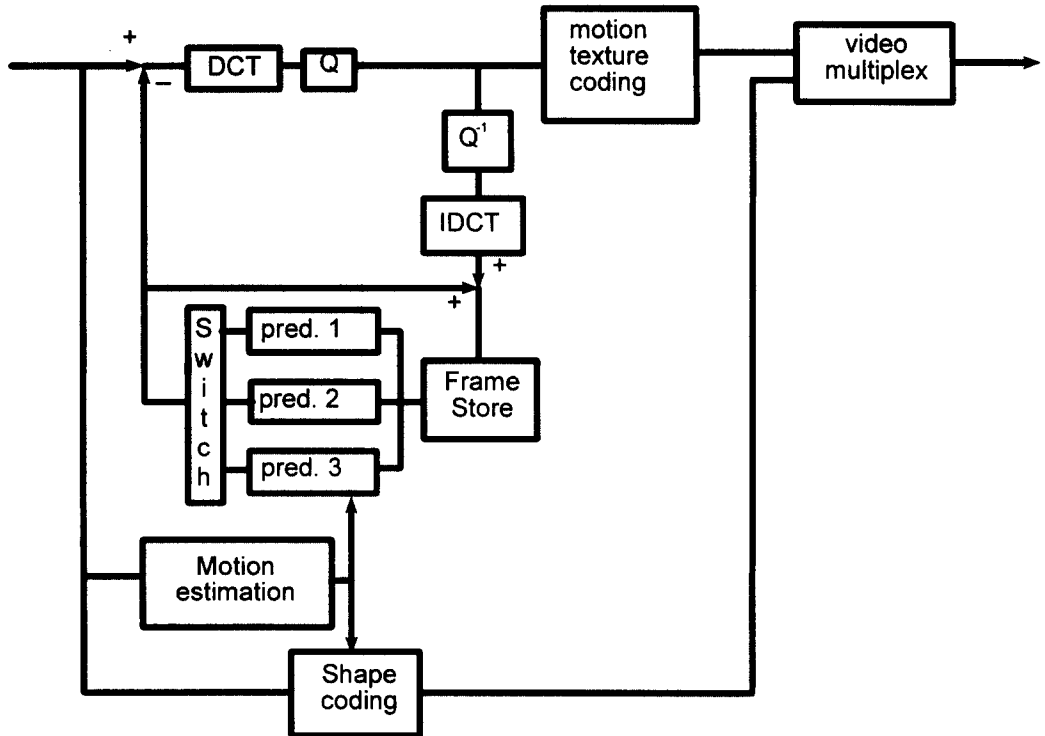 +
−
DCT
Q
motion
texture
coding
video
multiplex
Q-1
IDCT
+
+
Switch
pred. 1
pred. 2
pred. 3
Frame
Store
Motion
estimation
Shape
coding